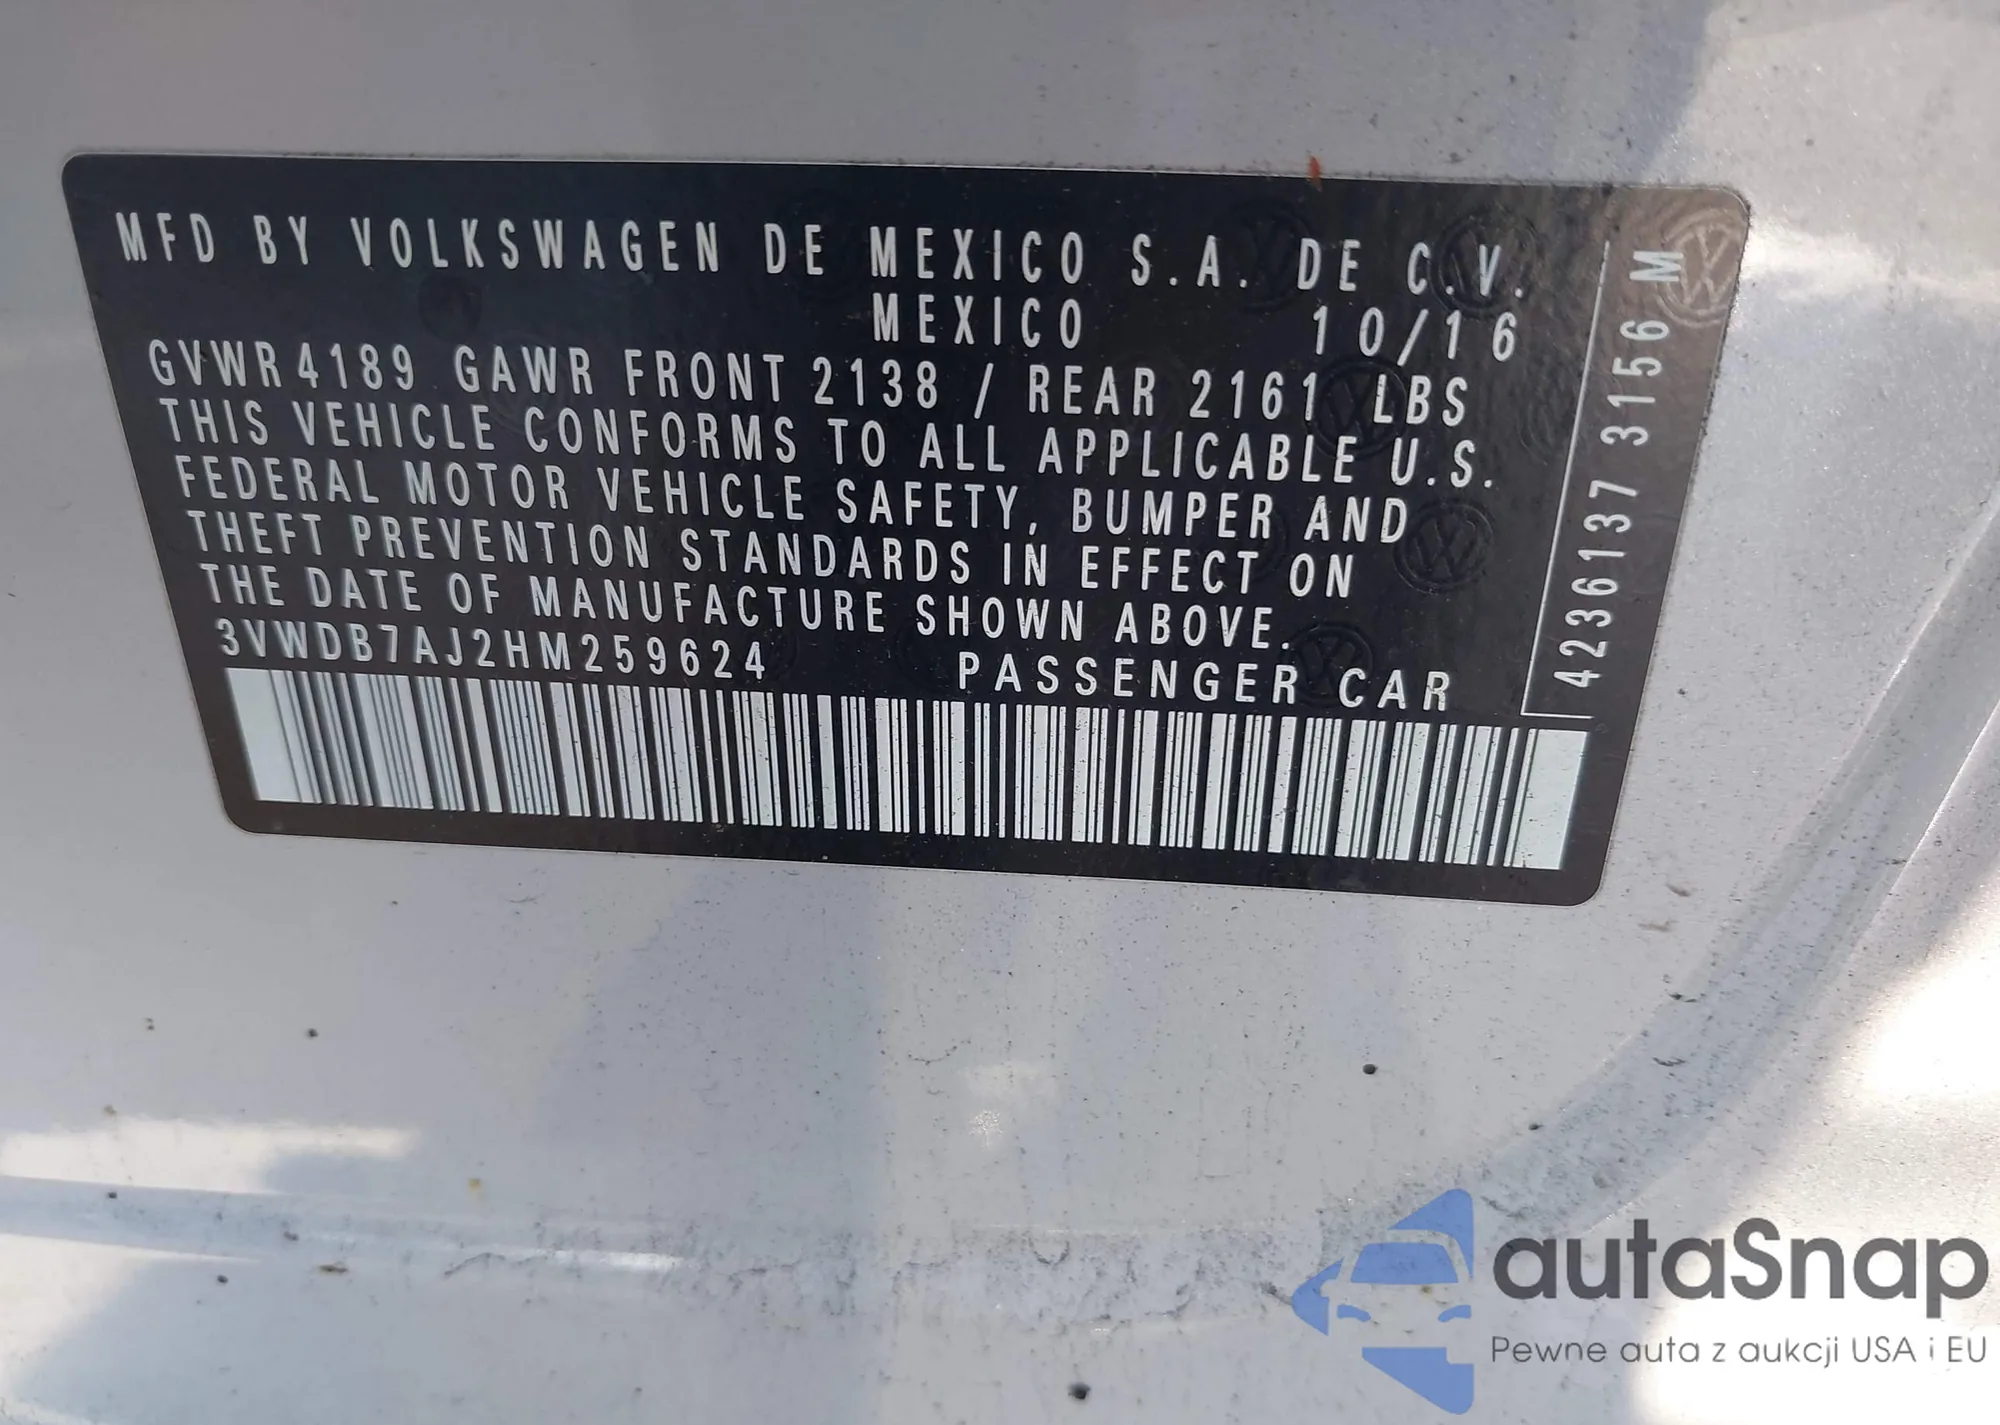 MFD BY VOLKSWAGEN DE MEXICO S.A. DE C.V.
MEXICO 10/16
GVWR 4189 GAWR FRONT 2138 / REAR 2161 LBS
THIS VEHICLE CONFORMS TO ALL APPLICABLE U.S.
FEDERAL MOTOR VEHICLE SAFETY, BUMPER AND
THEFT PREVENTION STANDARDS IN EFFECT ON
THE DATE OF MANUFACTURE SHOWN ABOVE.
3VWDB7AJ2HM259624 PASSENGER CAR
4236137 3156 M
autaSnap
Pewne auta z aukcji USA i EU